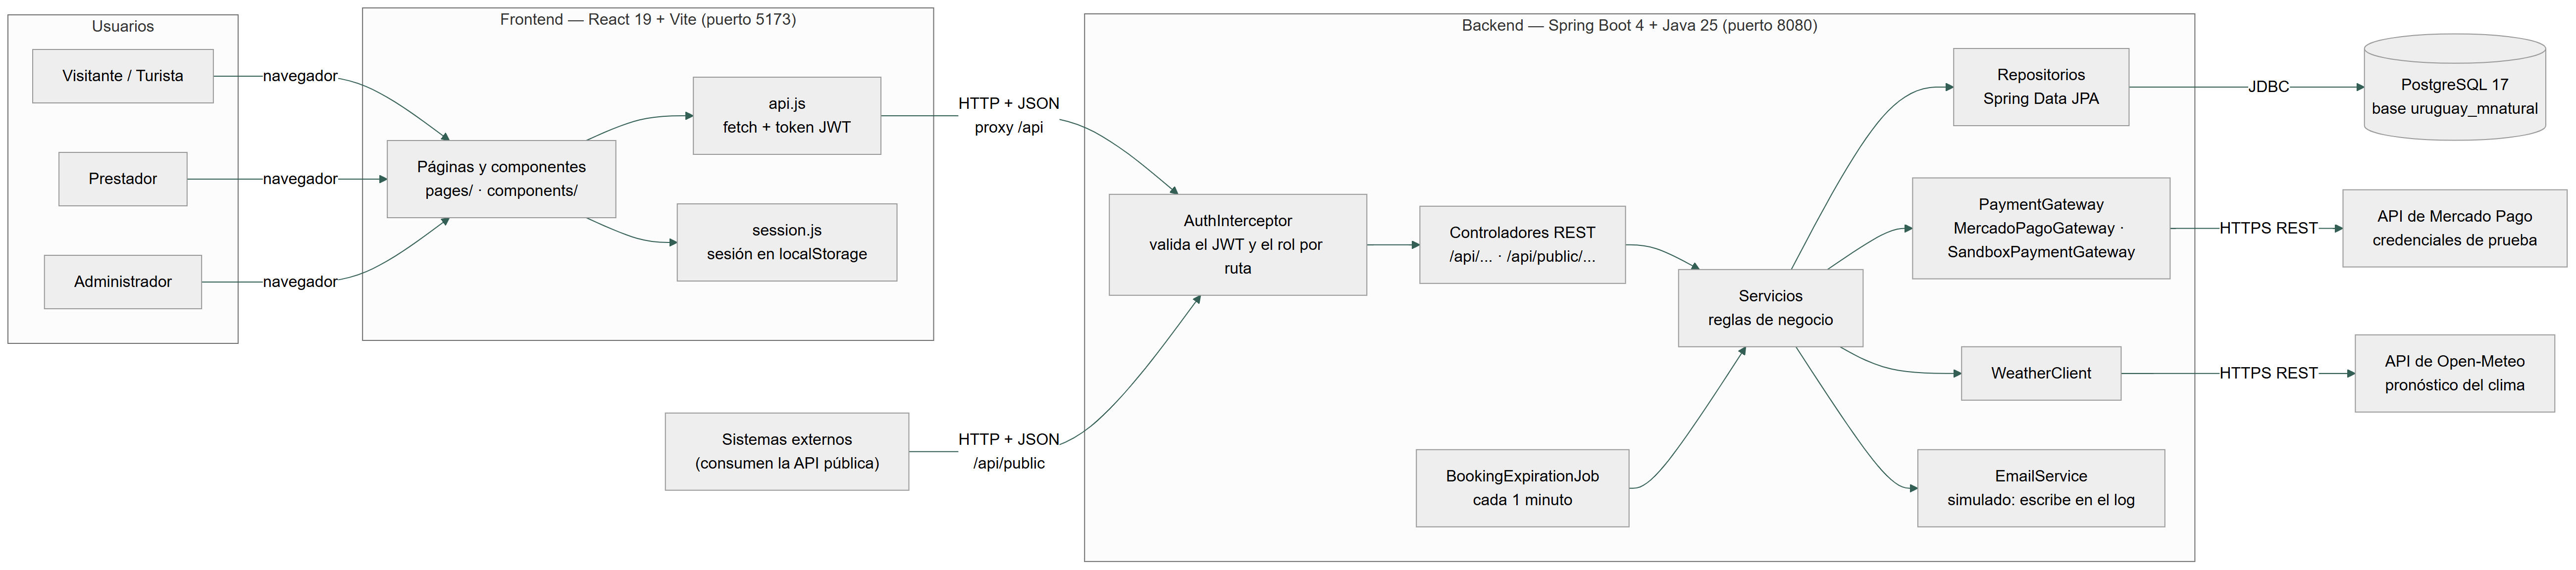 Usuarios
Visitante / Turista
Prestador
Administrador
navegador
navegador
navegador
Frontend — React 19 + Vite (puerto 5173)
Páginas y componentes
pages/ · components/
api.js
fetch + token JWT
session.js
sesión en localStorage
HTTP + JSON
proxy /api
Sistemas externos
(consumen la API pública)
HTTP + JSON
/api/public
Backend — Spring Boot 4 + Java 25 (puerto 8080)
AuthInterceptor
valida el JWT y el rol por
ruta
Controladores REST
/api/... · /api/public/...
BookingExpirationJob
cada 1 minuto
Servicios
reglas de negocio
Repositorios
Spring Data JPA
PaymentGateway
MercadoPagoGateway ·
SandboxPaymentGateway
WeatherClient
EmailService
simulado: escribe en el log
JDBC
HTTPS REST
HTTPS REST
PostgreSQL 17
base uruguay_mnatural
API de Mercado Pago
credenciales de prueba
API de Open-Meteo
pronóstico del clima